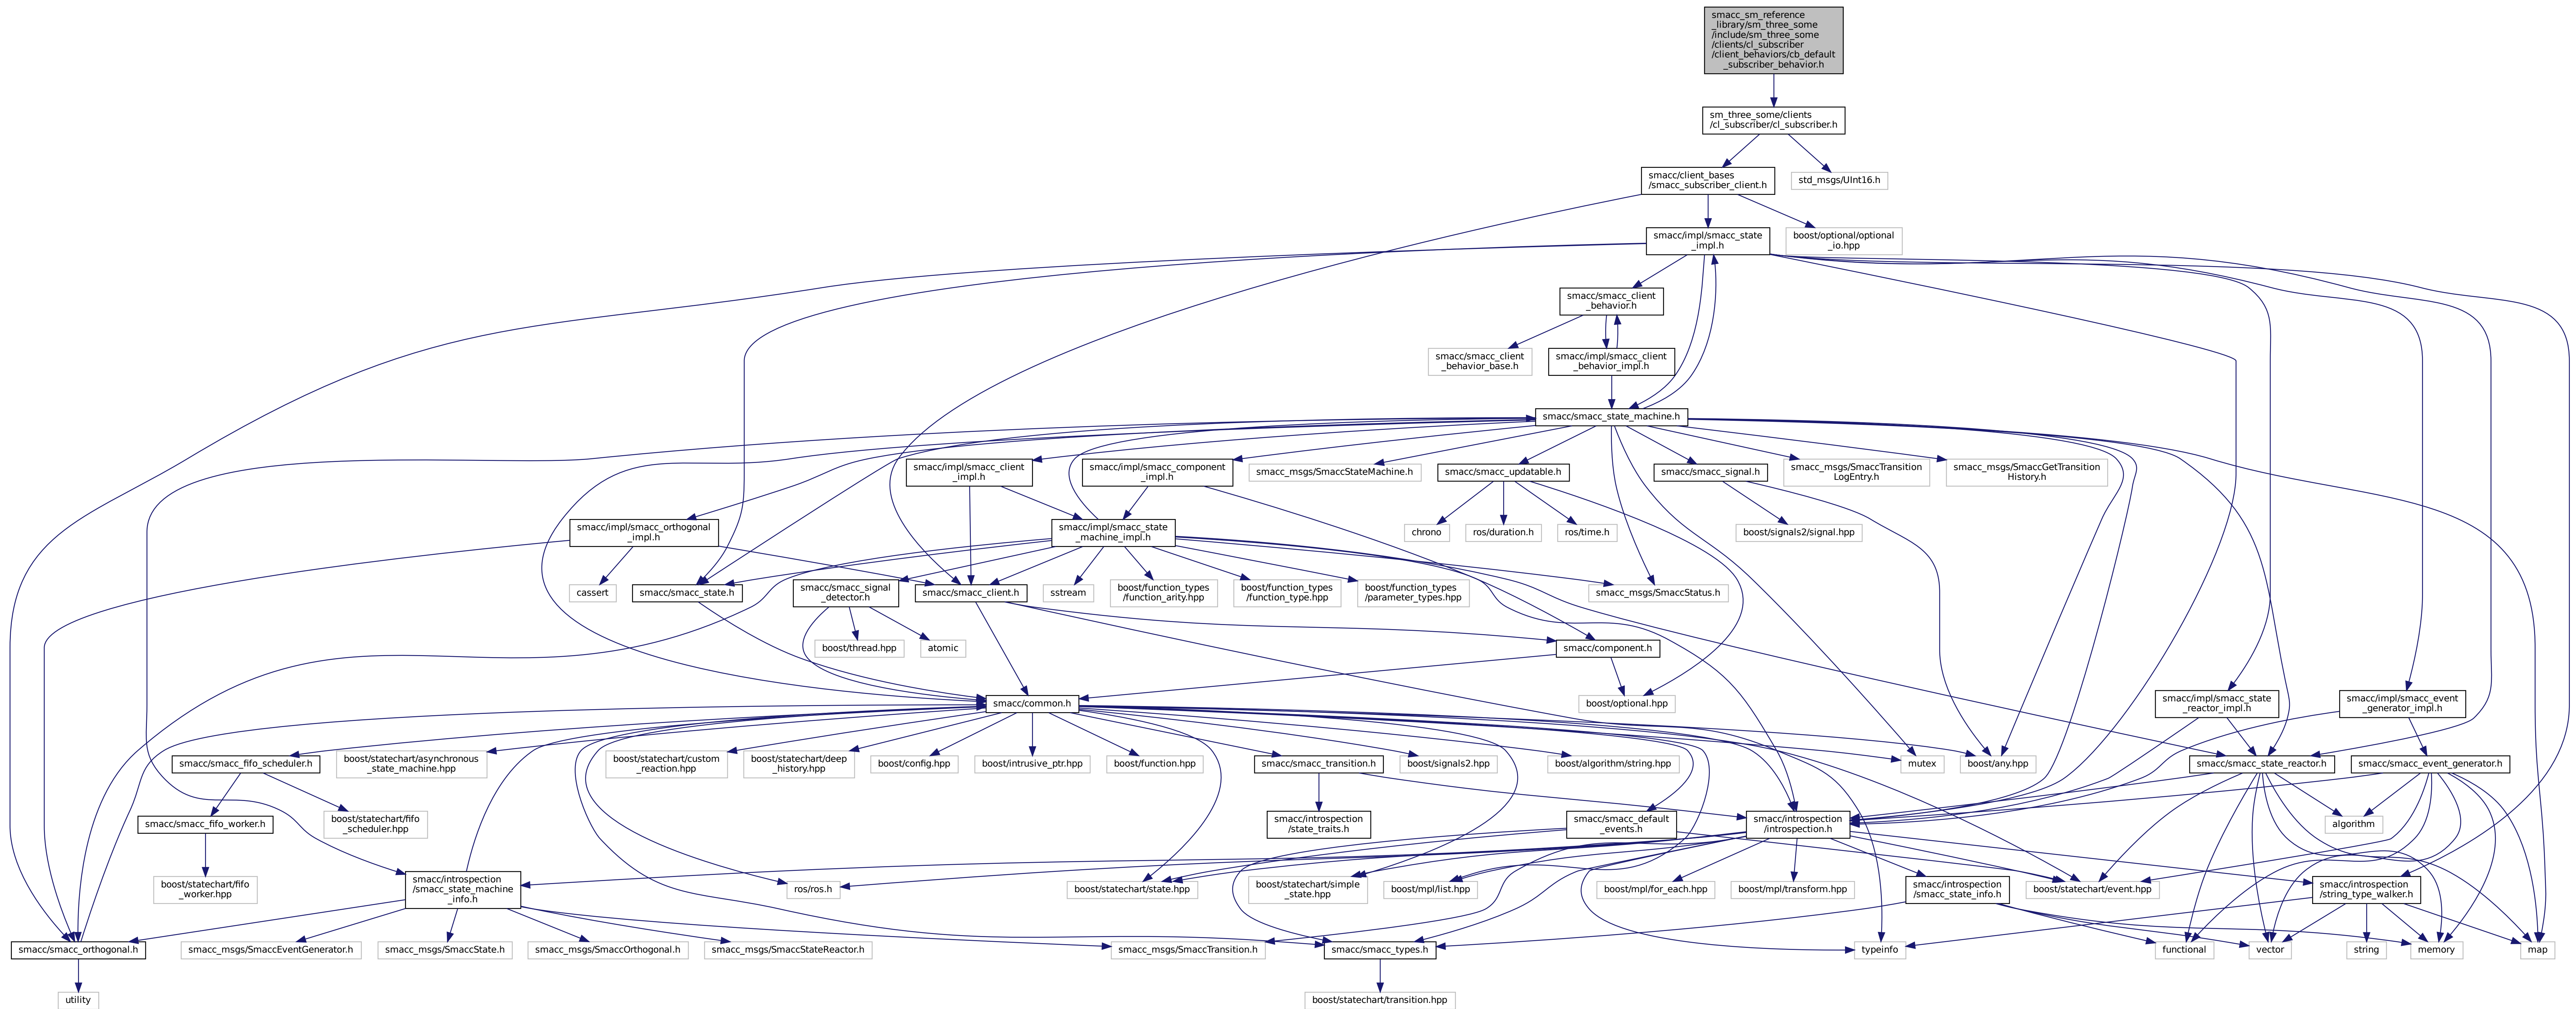 smacc_sm_reference
_library/sm_three_some
/include/sm_three_some
/clients/cl_subscriber
/client_behaviors/cb_default
_subscriber_behavior.h
sm_three_some/clients
/cl_subscriber/cl_subscriber.h
smacc/client_bases
/smacc_subscriber_client.h
std_msgs/UInt16.h
smacc/impl/smacc_state
_impl.h
boost/optional/optional
_io.hpp
smacc/smacc_client
_behavior.h
smacc/smacc_client
_behavior_base.h
smacc/impl/smacc_client
_behavior_impl.h
smacc/smacc_state_machine.h
smacc/impl/smacc_client
_impl.h
smacc/impl/smacc_component
_impl.h
smacc_msgs/SmaccStateMachine.h
smacc/smacc_updatable.h
smacc/smacc_signal.h
smacc_msgs/SmaccTransition
LogEntry.h
smacc_msgs/SmaccGetTransition
History.h
smacc/impl/smacc_orthogonal
_impl.h
smacc/impl/smacc_state
_machine_impl.h
chrono
ros/duration.h
ros/time.h
boost/signals2/signal.hpp
cassert
smacc/smacc_state.h
smacc/smacc_signal
_detector.h
smacc/smacc_client.h
sstream
boost/function_types
/function_arity.hpp
boost/function_types
/function_type.hpp
boost/function_types
/parameter_types.hpp
smacc_msgs/SmaccStatus.h
boost/thread.hpp
atomic
smacc/component.h
smacc/common.h
boost/optional.hpp
smacc/impl/smacc_state
_reactor_impl.h
smacc/impl/smacc_event
_generator_impl.h
smacc/smacc_fifo_scheduler.h
boost/statechart/asynchronous
_state_machine.hpp
boost/statechart/custom
_reaction.hpp
boost/statechart/deep
_history.hpp
boost/config.hpp
boost/intrusive_ptr.hpp
boost/function.hpp
smacc/smacc_transition.h
boost/signals2.hpp
boost/algorithm/string.hpp
mutex
boost/any.hpp
smacc/smacc_state_reactor.h
smacc/smacc_event_generator.h
smacc/smacc_fifo_worker.h
boost/statechart/fifo
_scheduler.hpp
smacc/introspection
/state_traits.h
smacc/smacc_default
_events.h
smacc/introspection
/introspection.h
algorithm
boost/statechart/fifo
_worker.hpp
smacc/introspection
/smacc_state_machine
_info.h
ros/ros.h
boost/statechart/state.hpp
boost/statechart/simple
_state.hpp
boost/mpl/list.hpp
boost/mpl/for_each.hpp
boost/mpl/transform.hpp
smacc/introspection
/smacc_state_info.h
boost/statechart/event.hpp
smacc/introspection
/string_type_walker.h
smacc/smacc_orthogonal.h
smacc_msgs/SmaccEventGenerator.h
smacc_msgs/SmaccState.h
smacc_msgs/SmaccOrthogonal.h
smacc_msgs/SmaccStateReactor.h
smacc_msgs/SmaccTransition.h
smacc/smacc_types.h
typeinfo
functional
vector
string
memory
map
utility
boost/statechart/transition.hpp